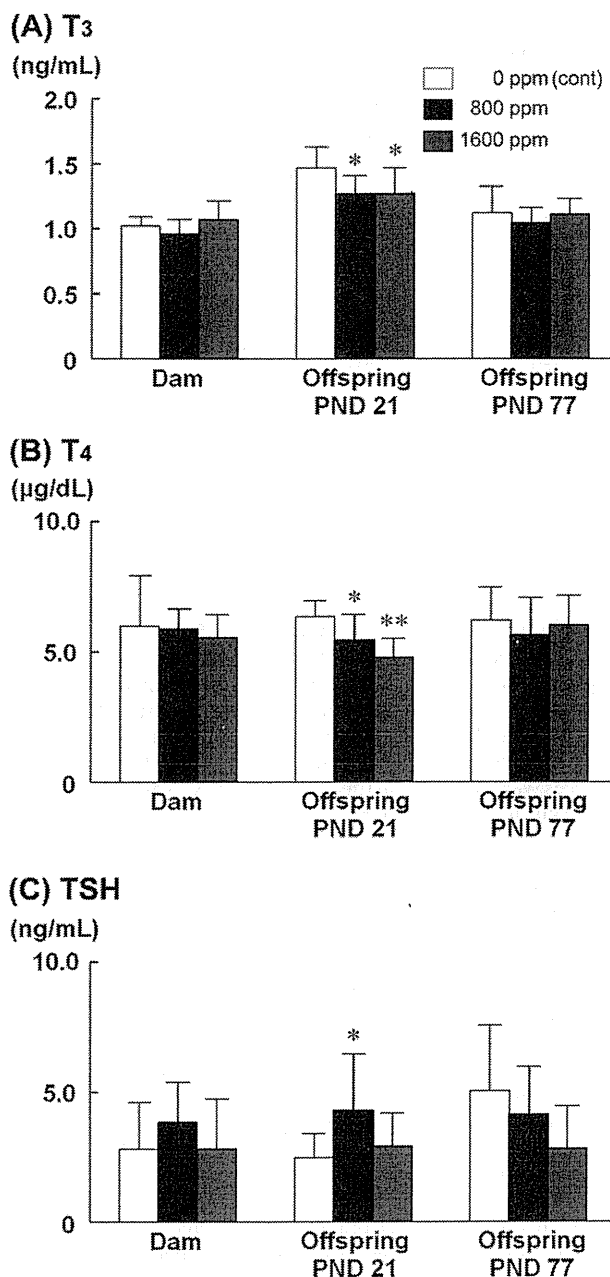 (A) T3
(ng/mL)
0 ppm (cont)
800 ppm
1600 ppm
2.0
1.5
1.0
0.5
0
* *
Dam
Offspring PND 21
Offspring PND 77
(B) T4
(µg/dL)
10.0
5.0
0
* **
Dam
Offspring PND 21
Offspring PND 77
(C) TSH
(ng/mL)
10.0
5.0
0
*
Dam
Offspring PND 21
Offspring PND 77